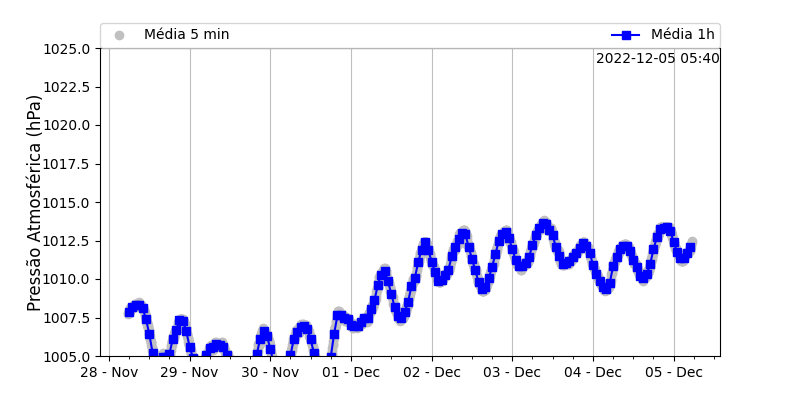 Média 5 min
Média 1h
2022-12-05 05:40
Pressão Atmosférica (hPa)
1025.0
1022.5
1020.0
1017.5
1015.0
1012.5
1010.0
1007.5
1005.0
28 - Nov
29 - Nov
30 - Nov
01 - Dec
02 - Dec
03 - Dec
04 - Dec
05 - Dec